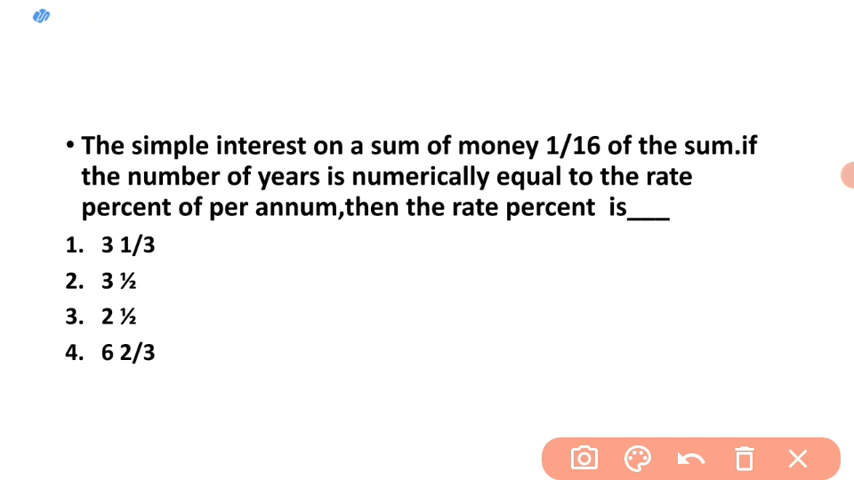 • The simple interest on a sum of money 1/16 of the sum.if
the number of years is numerically equal to the rate
percent of per annum,then the rate percent is___
1. 3 1/3
2. 3 ½
3. 2 ½
4. 6 2/3